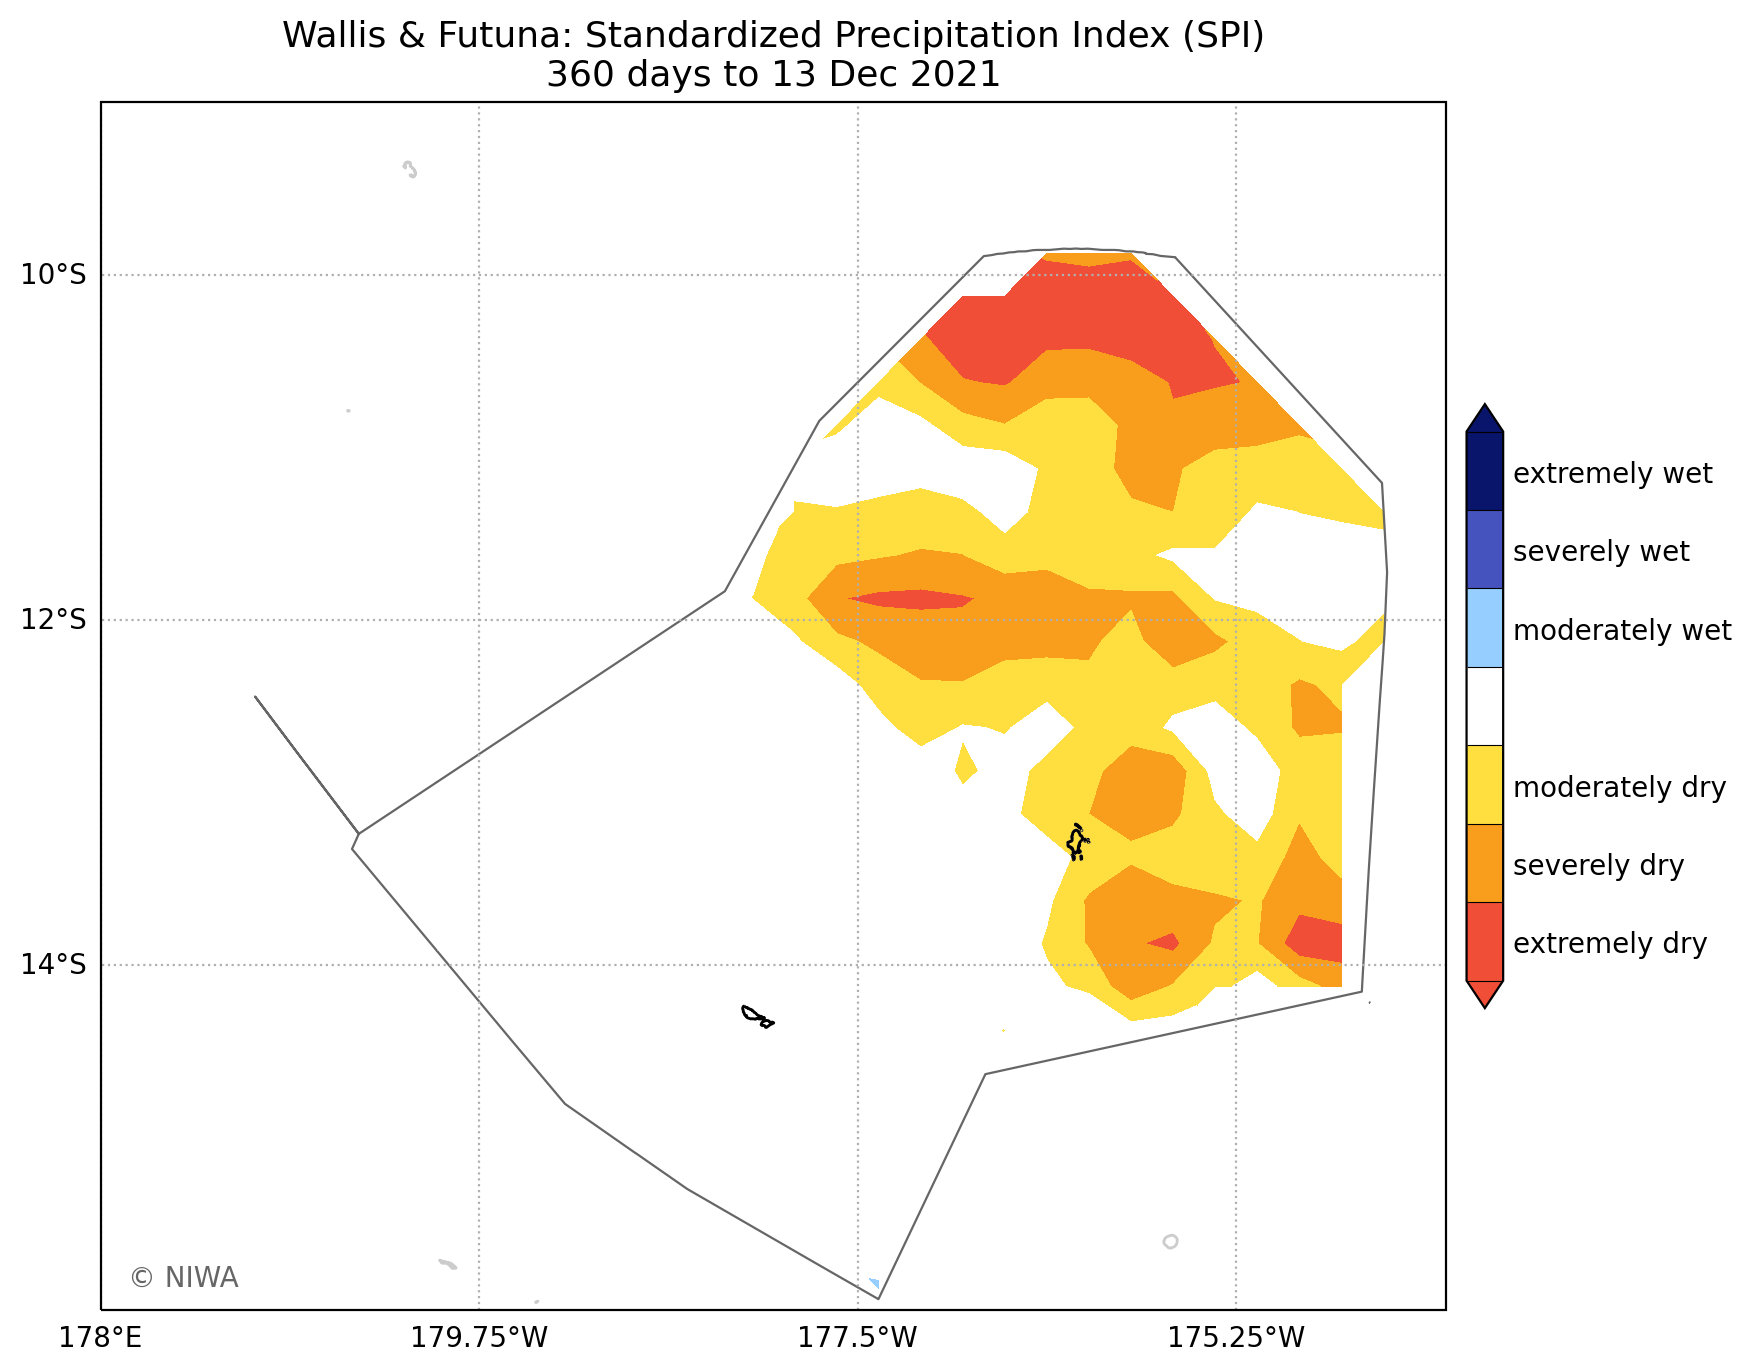 Wallis & Futuna: Standardized Precipitation Index (SPI)
360 days to 13 Dec 2021
10°S
12°S
14°S
178°E
179.75°W
177.5°W
175.25°W
© NIWA
extremely wet
severely wet
moderately wet
moderately dry
severely dry
extremely dry